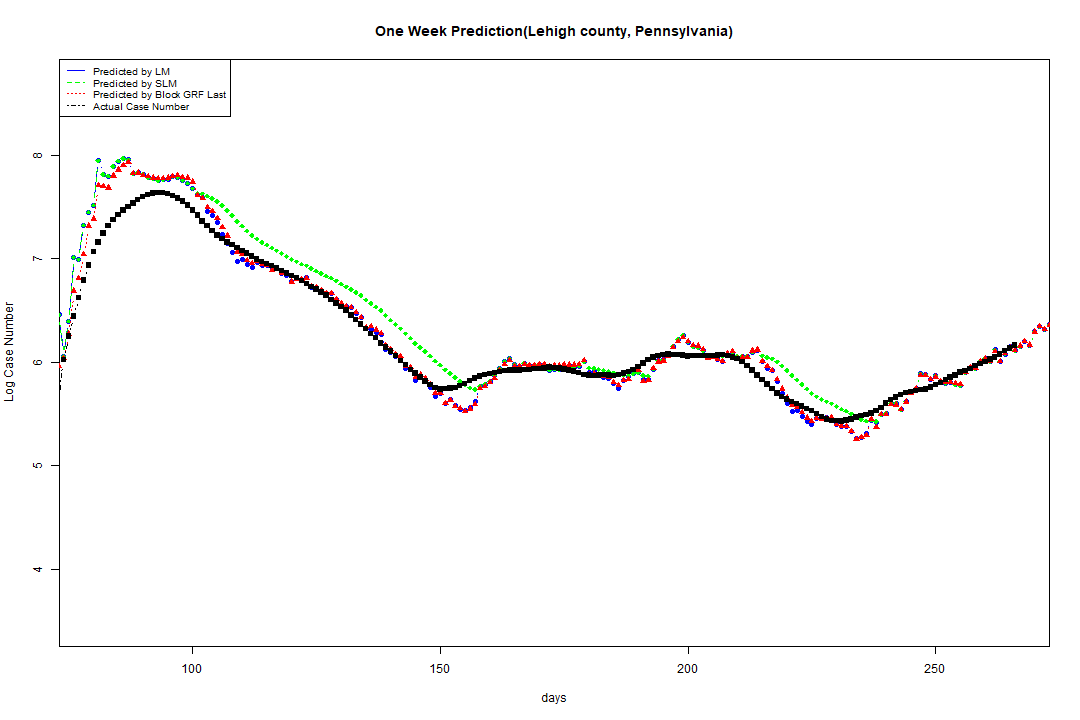 One Week Prediction(Lehigh county, Pennsylvania)
Predicted by LM
Predicted by SLM
Predicted by Block GRF Last
Actual Case Number
Log Case Number
8
7
6
5
4
100 150 200 250
days